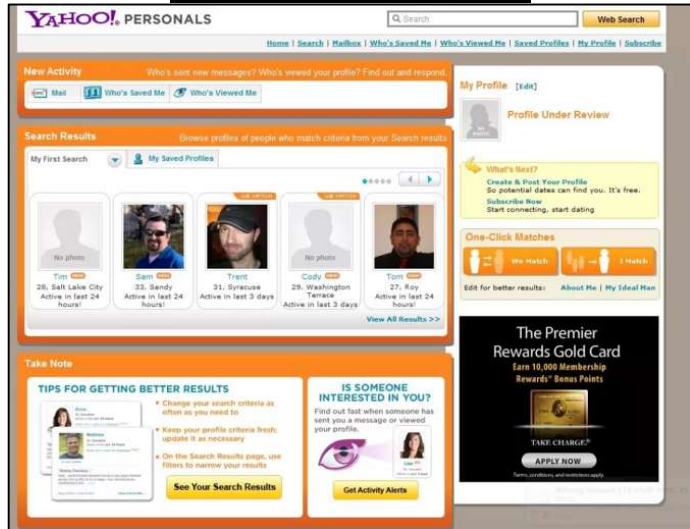 YAHOO!. PERSONALS
Search
Web Search
Home | Search | Mailbox | Who's Saved Me | Who's Viewed Me | Saved Profiles | My Profile | Subscribe
New Activity
Who's sent new messages? Who's viewed your profile? Find out and respond.
Mail
Who's Saved Me
Who's Viewed Me
Search Results
Browse profiles of people who match criteria from your Search results
My First Search
My Saved Profiles
No photo
Tim NEW
28, Salt Lake City
Active in last 24
hours!
Sam NEW
33, Sandy
Active in last 24
hours!
Trent
31, Syracuse
Active in last 3 days
No photo
Cody NEW
29, Washington
Terrace
Active in last 3 days
Tom NEW
27, Roy
Active in last 24
hours!
View All Results >>
Take Note
TIPS FOR GETTING BETTER RESULTS
Change your search criteria as
often as you need to
Keep your profile criteria fresh;
update it as necessary
On the Search Results page, use
filters to narrow your results
See Your Search Results
IS SOMEONE
INTERESTED IN YOU?
Find out fast when someone has
sent you a message or viewed
your profile.
Get Activity Alerts
My Profile [Edit]
NO PHOTO
Profile Under Review
What's Next?
Create & Post Your Profile
So potential dates can find you. It's free.
Subscribe Now
Start connecting, start dating
One-Click Matches
We Match
I Match
Edit for better results: About Me | My Ideal Man
The Premier
Rewards Gold Card
Earn 10,000 Membership
Rewards® Bonus Points
TAKE CHARGE.®
APPLY NOW
Terms, conditions, and restrictions apply.